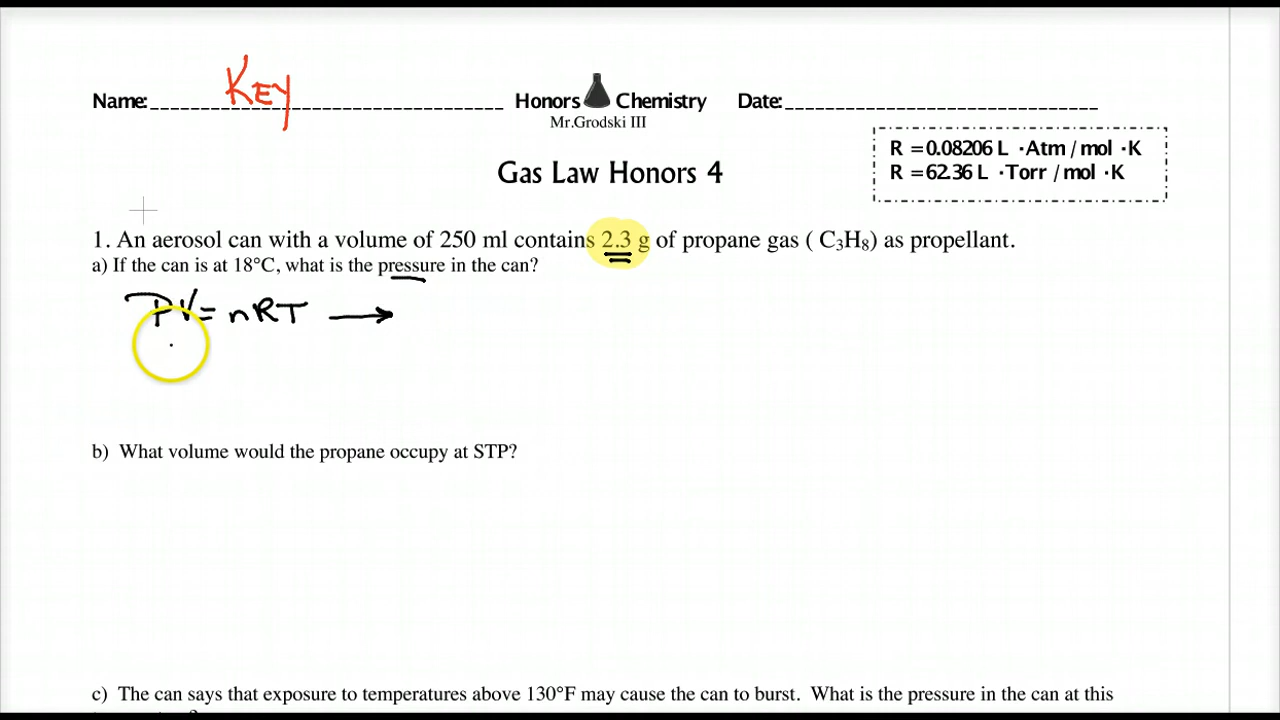 Name:____________________________________ Honors Chemistry Date:________________________________
KEY
Mr.Grodski III
R = 0.08206 L · Atm / mol · K
R = 62.36 L · Torr / mol · K
Gas Law Honors 4
1. An aerosol can with a volume of 250 ml contains 2.3 g of propane gas ( C₃H₈) as propellant.
a) If the can is at 18°C, what is the pressure in the can?
PV = nRT →
b) What volume would the propane occupy at STP?
c) The can says that exposure to temperatures above 130°F may cause the can to burst. What is the pressure in the can at this